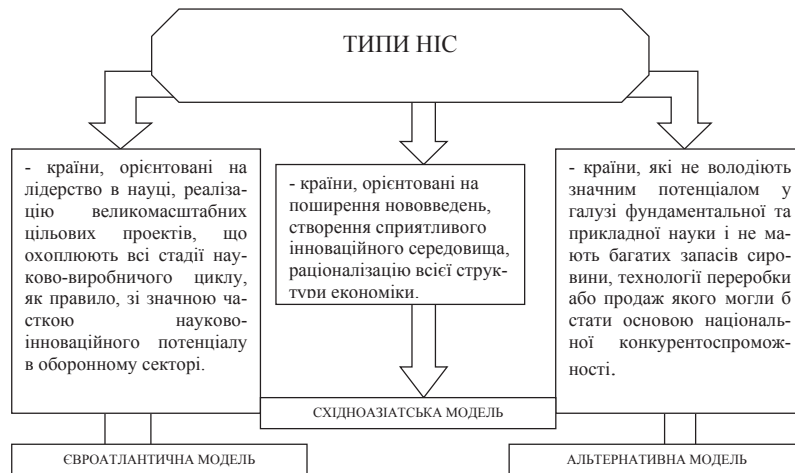 ТИПИ НІС
- країни, орієнтовані на
лідерство в науці, реаліза-
цію великомасштабних
цільових проектів, що
охоплюють всі стадії нау-
ково-виробничого циклу,
як правило, зі значною час-
ткою науково-
інноваційного потенціалу
в оборонному секторі.
- країни, орієнтовані на
поширення нововведень,
створення сприятливого
інноваційного середовища,
раціоналізацію всієї струк-
тури економіки.
- країни, які не володіють
значним потенціалом у
галузі фундаментальної та
прикладної науки і не ма-
ють багатих запасів сиро-
вини, технології переробки
або продаж якого могли б
стати основою національ-
ної конкурентоспромож-
ності.
СХІДНОАЗІАТСЬКА МОДЕЛЬ
ЄВРОАТЛАНТИЧНА МОДЕЛЬ
АЛЬТЕРНАТИВНА МОДЕЛЬ